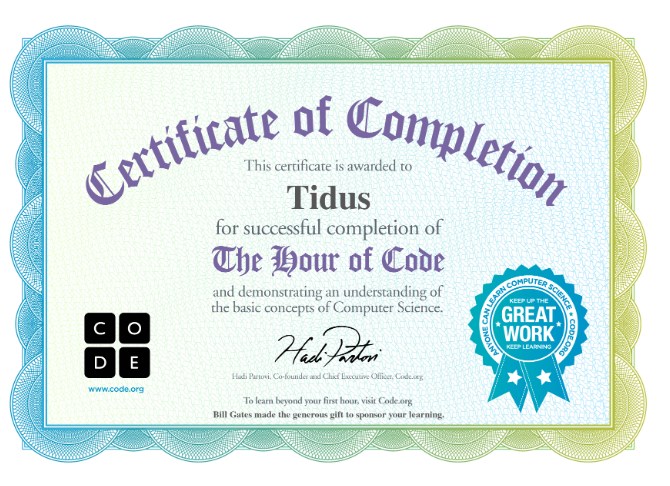 Certificate of Completion
This certificate is awarded to
Tidus
for successful completion of
The Hour of Code
and demonstrating an understanding of
the basic concepts of Computer Science.
Hadi Partovi
Hadi Partovi, Co-founder and Chief Executive Officer, Code.org
To learn beyond your first hour, visit Code.org
Bill Gates made the generous gift to sponsor your learning.
C O
D E
www.code.org
ANYONE CAN LEARN COMPUTER SCIENCE • CODE.ORG
KEEP UP THE
GREAT
WORK
KEEP LEARNING